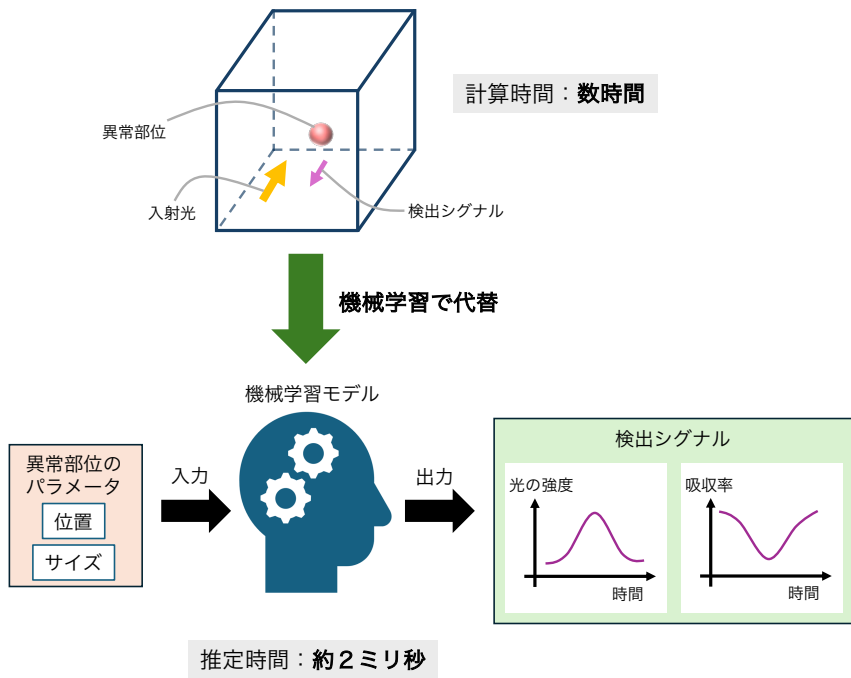 計算時間：数時間
異常部位
入射光
検出シグナル
機械学習で代替
機械学習モデル
異常部位の
パラメータ
位置
サイズ
入力
出力
検出シグナル
光の強度
時間
吸収率
時間
推定時間：約２ミリ秒